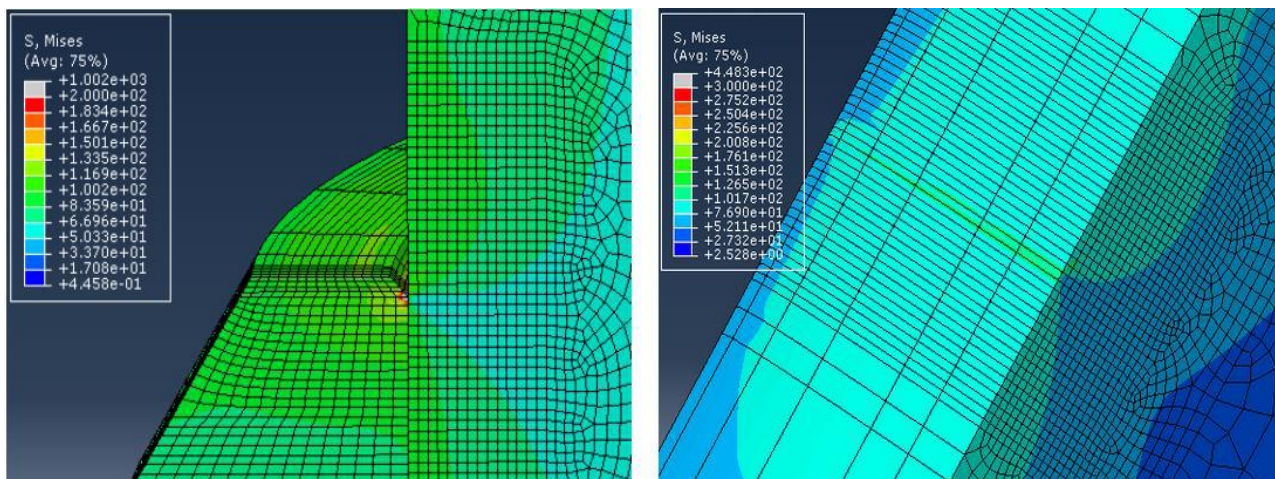 S, Mises
(Avg: 75%)
+1.002e+03
+2.000e+02
+1.834e+02
+1.667e+02
+1.501e+02
+1.335e+02
+1.169e+02
+1.002e+02
+8.359e+01
+6.696e+01
+5.033e+01
+3.370e+01
+1.708e+01
+4.458e-01
S, Mises
(Avg: 75%)
+4.483e+02
+3.000e+02
+2.752e+02
+2.504e+02
+2.256e+02
+2.008e+02
+1.761e+02
+1.513e+02
+1.265e+02
+1.017e+02
+7.690e+01
+5.211e+01
+2.732e+01
+2.528e+00